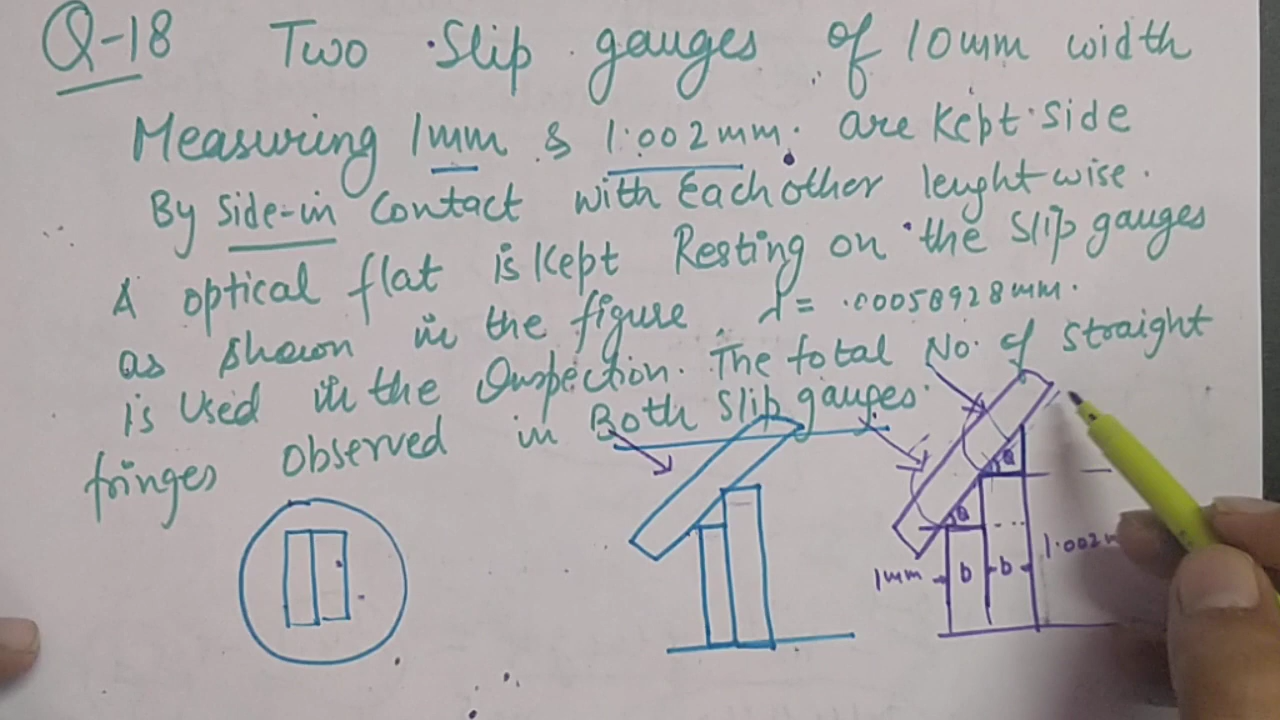 Q-18 Two Slip gauges of 10mm width
Measuring 1mm & 1.002mm. are kept side
By Side-in Contact with Each other lenght wise.
A optical flat is kept Resting on the slip gauges
as shown in the figure, λ = .00058928mm.
is used in the Inspection. The total No. of straight
fringes observed in Both slip gauges.
θ
θ
1mm b b 1.002m